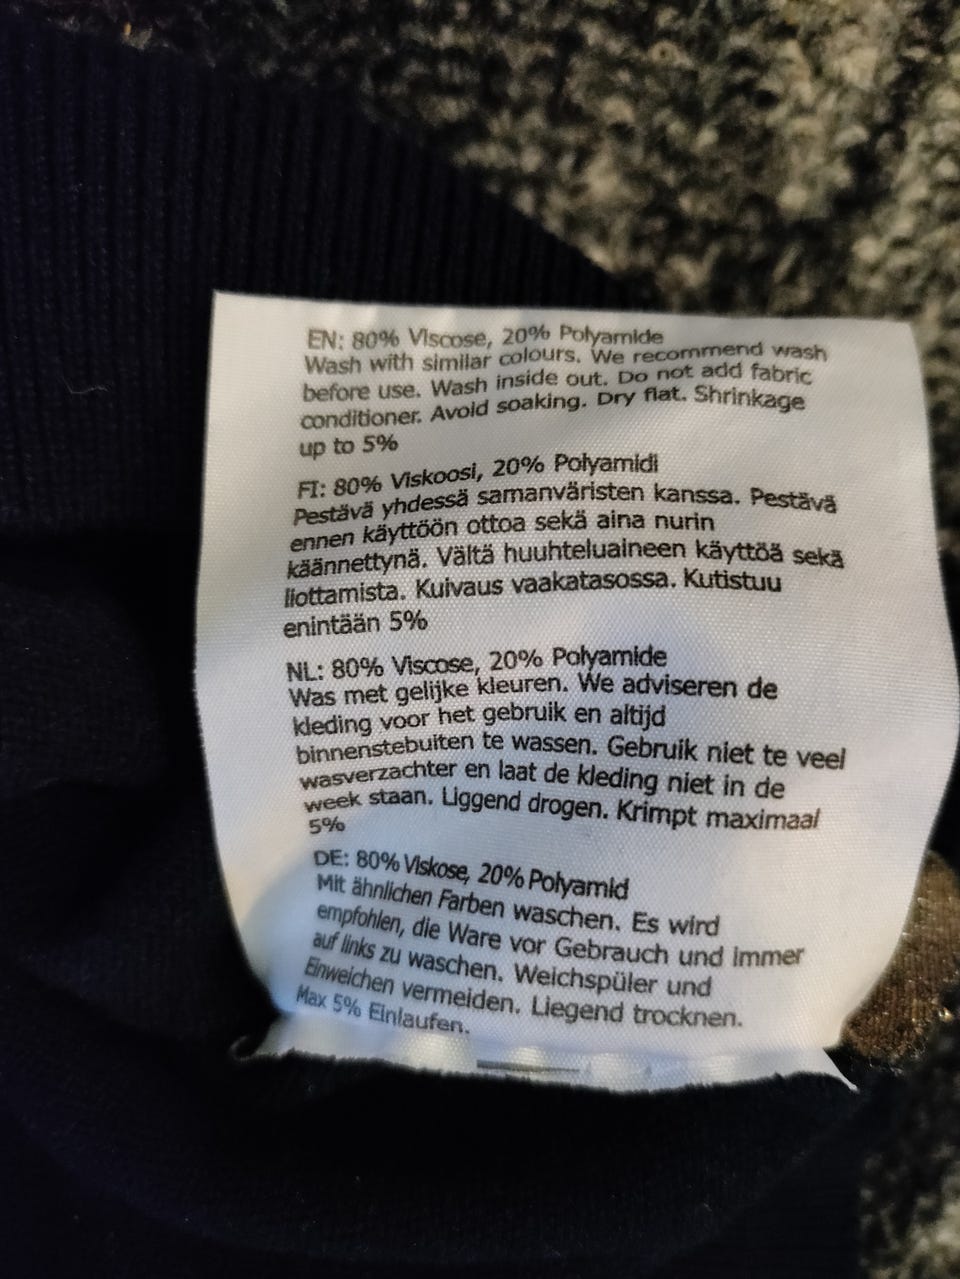 EN: 80% Viscose, 20% Polyamide
Wash with similar colours. We recommend wash
before use. Wash inside out. Do not add fabric
conditioner. Avoid soaking. Dry flat. Shrinkage
up to 5%
FI: 80% Viskoosi, 20% Polyamidi
Pestävä yhdessä samanväristen kanssa. Pestävä
ennen käyttöön ottoa sekä aina nurin
käännettynä. Vältä huuhteluaineen käyttöä sekä
liottamista. Kuivaus vaakatasossa. Kutistuu
enintään 5%
NL: 80% Viscose, 20% Polyamide
Was met gelijke kleuren. We adviseren de
kleding voor het gebruik en altijd
binnenstebuiten te wassen. Gebruik niet te veel
wasverzachter en laat de kleding niet in de
week staan. Liggend drogen. Krimpt maximaal
5%
DE: 80% Viskose, 20% Polyamid
Mit ähnlichen Farben waschen. Es wird
empfohlen, die Ware vor Gebrauch und immer
auf links zu waschen. Weichspüler und
Einweichen vermeiden. Liegend trocknen.
Max 5% Einlaufen.